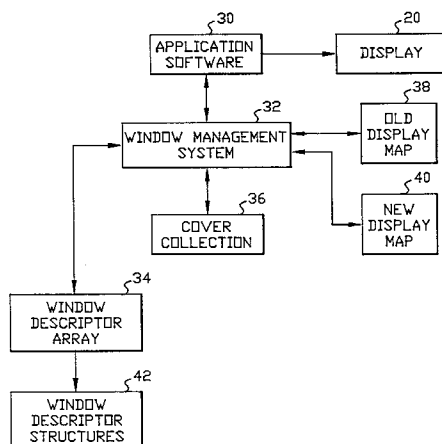 30
APPLICATION
SOFTWARE
20
DISPLAY
32
WINDOW MANAGEMENT
SYSTEM
38
OLD
DISPLAY
MAP
36
COVER
COLLECTION
40
NEW
DISPLAY
MAP
34
WINDOW
DESCRIPTOR
ARRAY
42
WINDOW
DESCRIPTOR
STRUCTURES